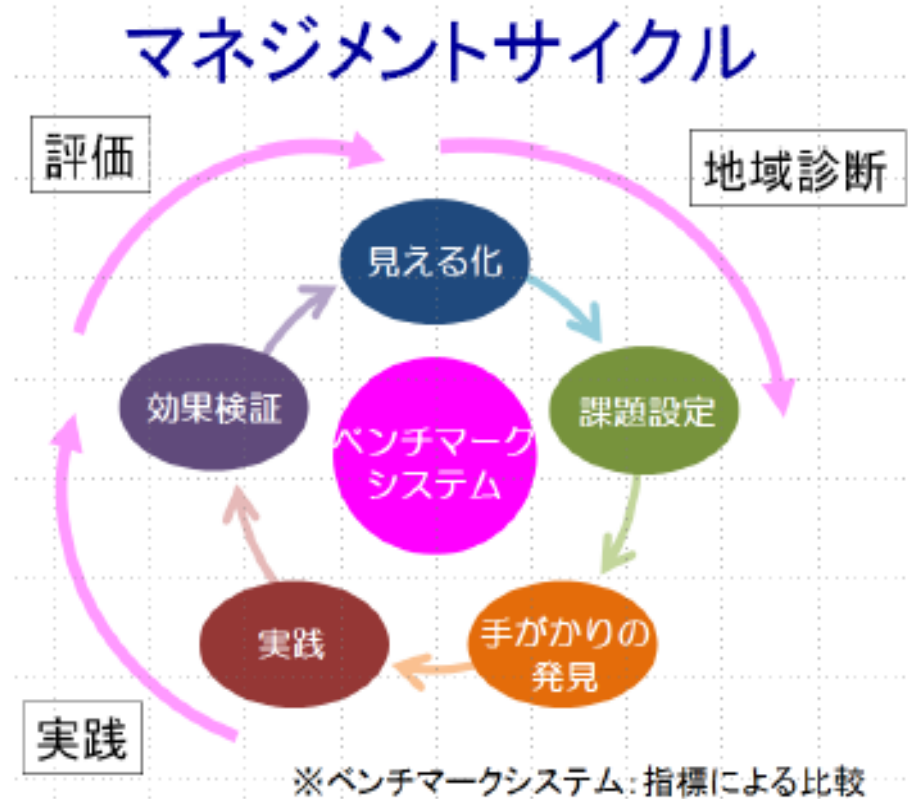 マネジメントサイクル
評価
地域診断
見える化
効果検証
課題設定
ベンチマーク
システム
実践
手がかりの
発見
実践
※ベンチマークシステム:指標による比較